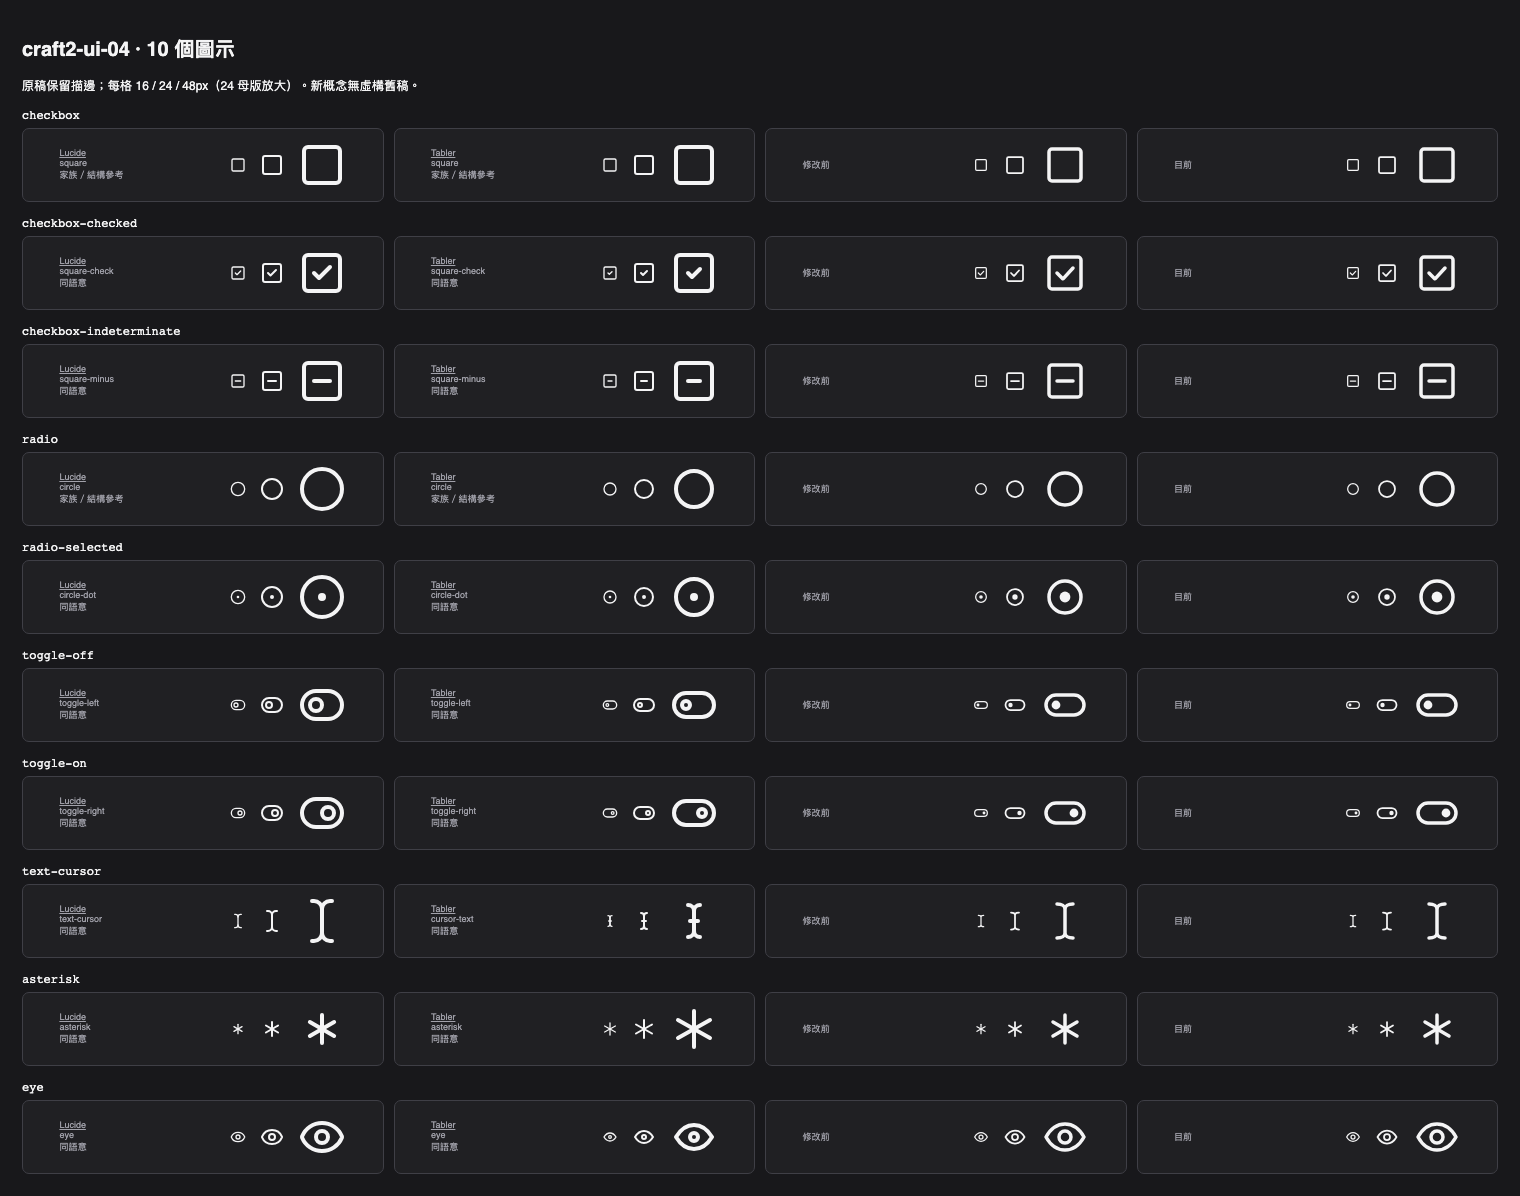 craft2-ui-04 · 10 個圖示
原稿保留描邊；每格 16 / 24 / 48px（24 母版放大）。新概念無虛構舊稿。
checkbox
Lucide
square
家族 / 結構參考
Tabler
square
家族 / 結構參考
修改前
目前
checkbox-checked
Lucide
square-check
同語意
Tabler
square-check
同語意
修改前
目前
checkbox-indeterminate
Lucide
square-minus
同語意
Tabler
square-minus
同語意
修改前
目前
radio
Lucide
circle
家族 / 結構參考
Tabler
circle
家族 / 結構參考
修改前
目前
radio-selected
Lucide
circle-dot
同語意
Tabler
circle-dot
同語意
修改前
目前
toggle-off
Lucide
toggle-left
同語意
Tabler
toggle-left
同語意
修改前
目前
toggle-on
Lucide
toggle-right
同語意
Tabler
toggle-right
同語意
修改前
目前
text-cursor
Lucide
text-cursor
同語意
Tabler
cursor-text
同語意
修改前
目前
asterisk
Lucide
asterisk
同語意
Tabler
asterisk
同語意
修改前
目前
eye
Lucide
eye
同語意
Tabler
eye
同語意
修改前
目前